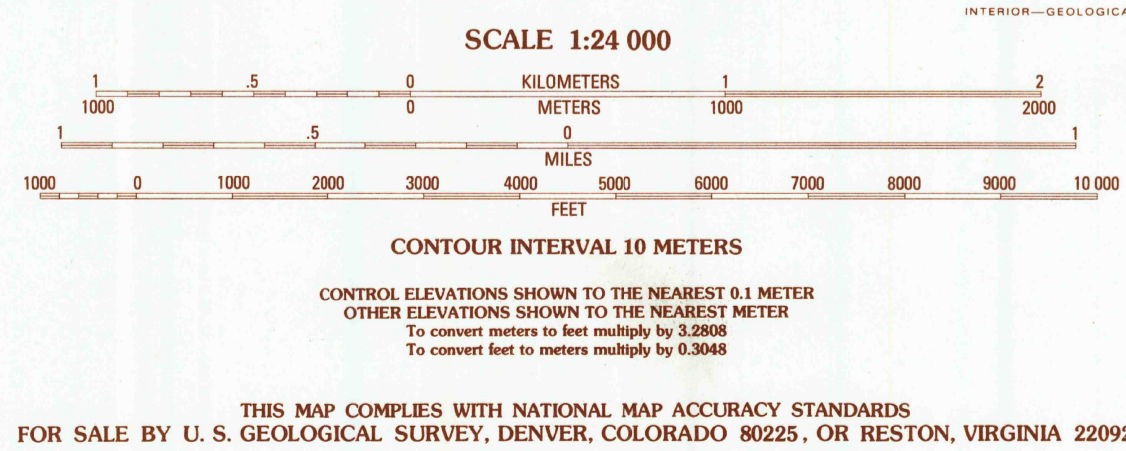 INTERIOR—GEOLOGICA
SCALE 1:24 000
1 .5 0 KILOMETERS 1 2
1000 0 METERS 1000 2000
1 .5 0 1
MILES
1000 0 1000 2000 3000 4000 5000 6000 7000 8000 9000 10 000
FEET
CONTOUR INTERVAL 10 METERS
CONTROL ELEVATIONS SHOWN TO THE NEAREST 0.1 METER
OTHER ELEVATIONS SHOWN TO THE NEAREST METER
To convert meters to feet multiply by 3.2808
To convert feet to meters multiply by 0.3048
THIS MAP COMPLIES WITH NATIONAL MAP ACCURACY STANDARDS
FOR SALE BY U. S. GEOLOGICAL SURVEY, DENVER, COLORADO 80225, OR RESTON, VIRGINIA 22092